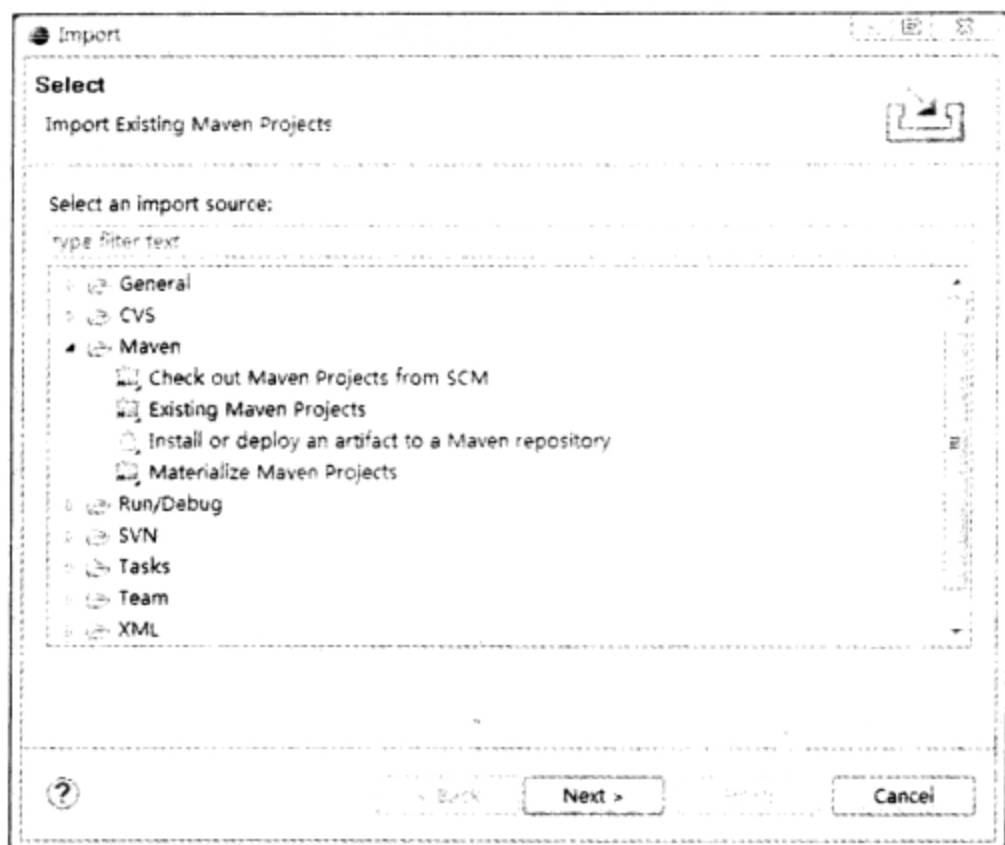 Import
Select
Import Existing Maven Projects
Select an import source:
type filter text
General
CVS
Maven
Check out Maven Projects from SCM
Existing Maven Projects
Install or deploy an artifact to a Maven repository
Materialize Maven Projects
Run/Debug
SVN
Tasks
Team
XML
? < Back Next > Finish Cancel